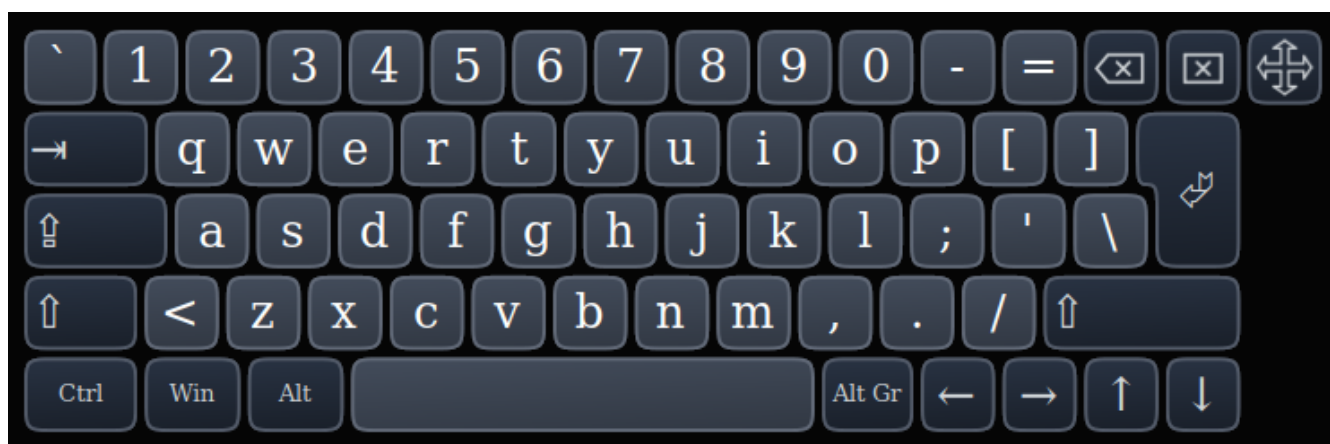 ` 1 2 3 4 5 6 7 8 9 0 - =
q w e r t y u i o p [ ]
a s d f g h j k l ; ' \
< z x c v b n m , . /
Ctrl Win Alt Alt Gr ← → ↑ ↓